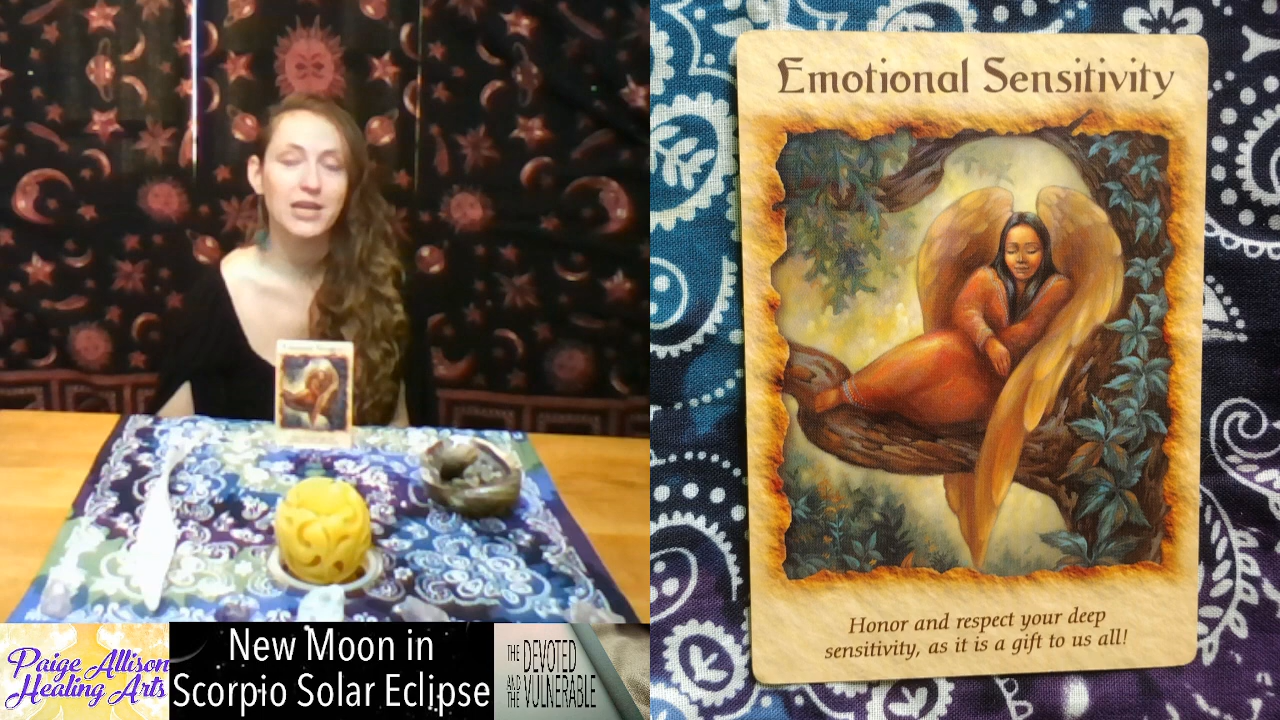 Emotional Sensitivity
Honor and respect your deep
sensitivity, as it is a gift to us all!
Paige Allison
Healing Arts
New Moon in
Scorpio Solar Eclipse
THE DEVOTED
AND THE VULNERABLE